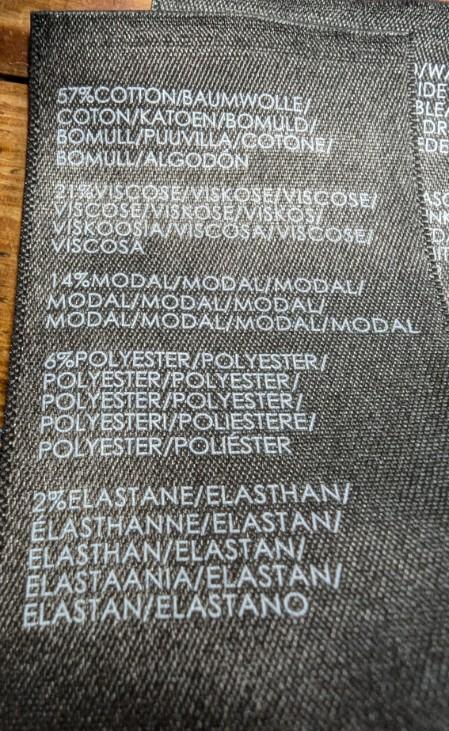 57%COTTON/BAUMWOLLE/
COTON/KATOEN/BOMULD/
BOMULL/PUUVILLA/COTONE/
BOMULL/ALGODÓN
21%VISCOSE/VISKOSE/VISCOSE/
VISCOSE/VISKOSE/VISKOS/
VISKOOSIA/VISCOSA/VISCOSE/
VISCOSA
14%MODAL/MODAL/MODAL/
MODAL/MODAL/MODAL/
MODAL/MODAL/MODAL/MODAL
6%POLYESTER/POLYESTER/
POLYESTER/POLYESTER/
POLYESTER/POLYESTER/
POLYESTERI/POLIESTERE/
POLYESTER/POLIÉSTER
2%ELASTANE/ELASTHAN/
ÉLASTHANNE/ELASTAN/
ELASTHAN/ELASTAN/
ELASTAANIA/ELASTAN/
ELASTAN/ELASTANO